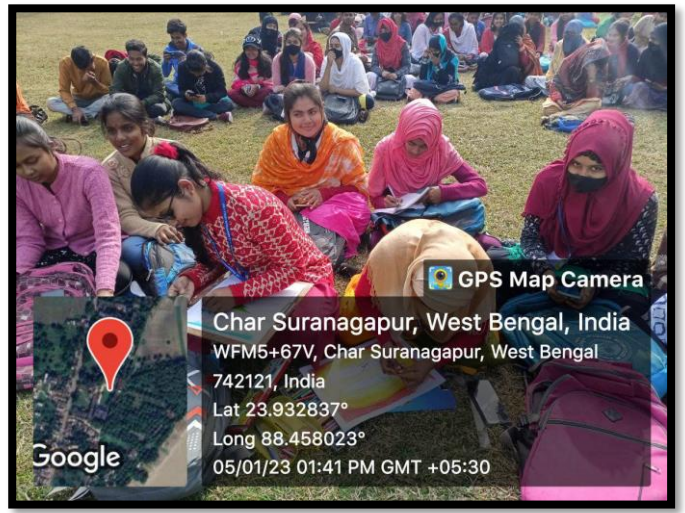 GPS Map Camera
Char Suranagapur, West Bengal, India
WFM5+67V, Char Suranagapur, West Bengal
742121, India
Lat 23.932837°
Long 88.458023°
05/01/23 01:41 PM GMT +05:30
Google